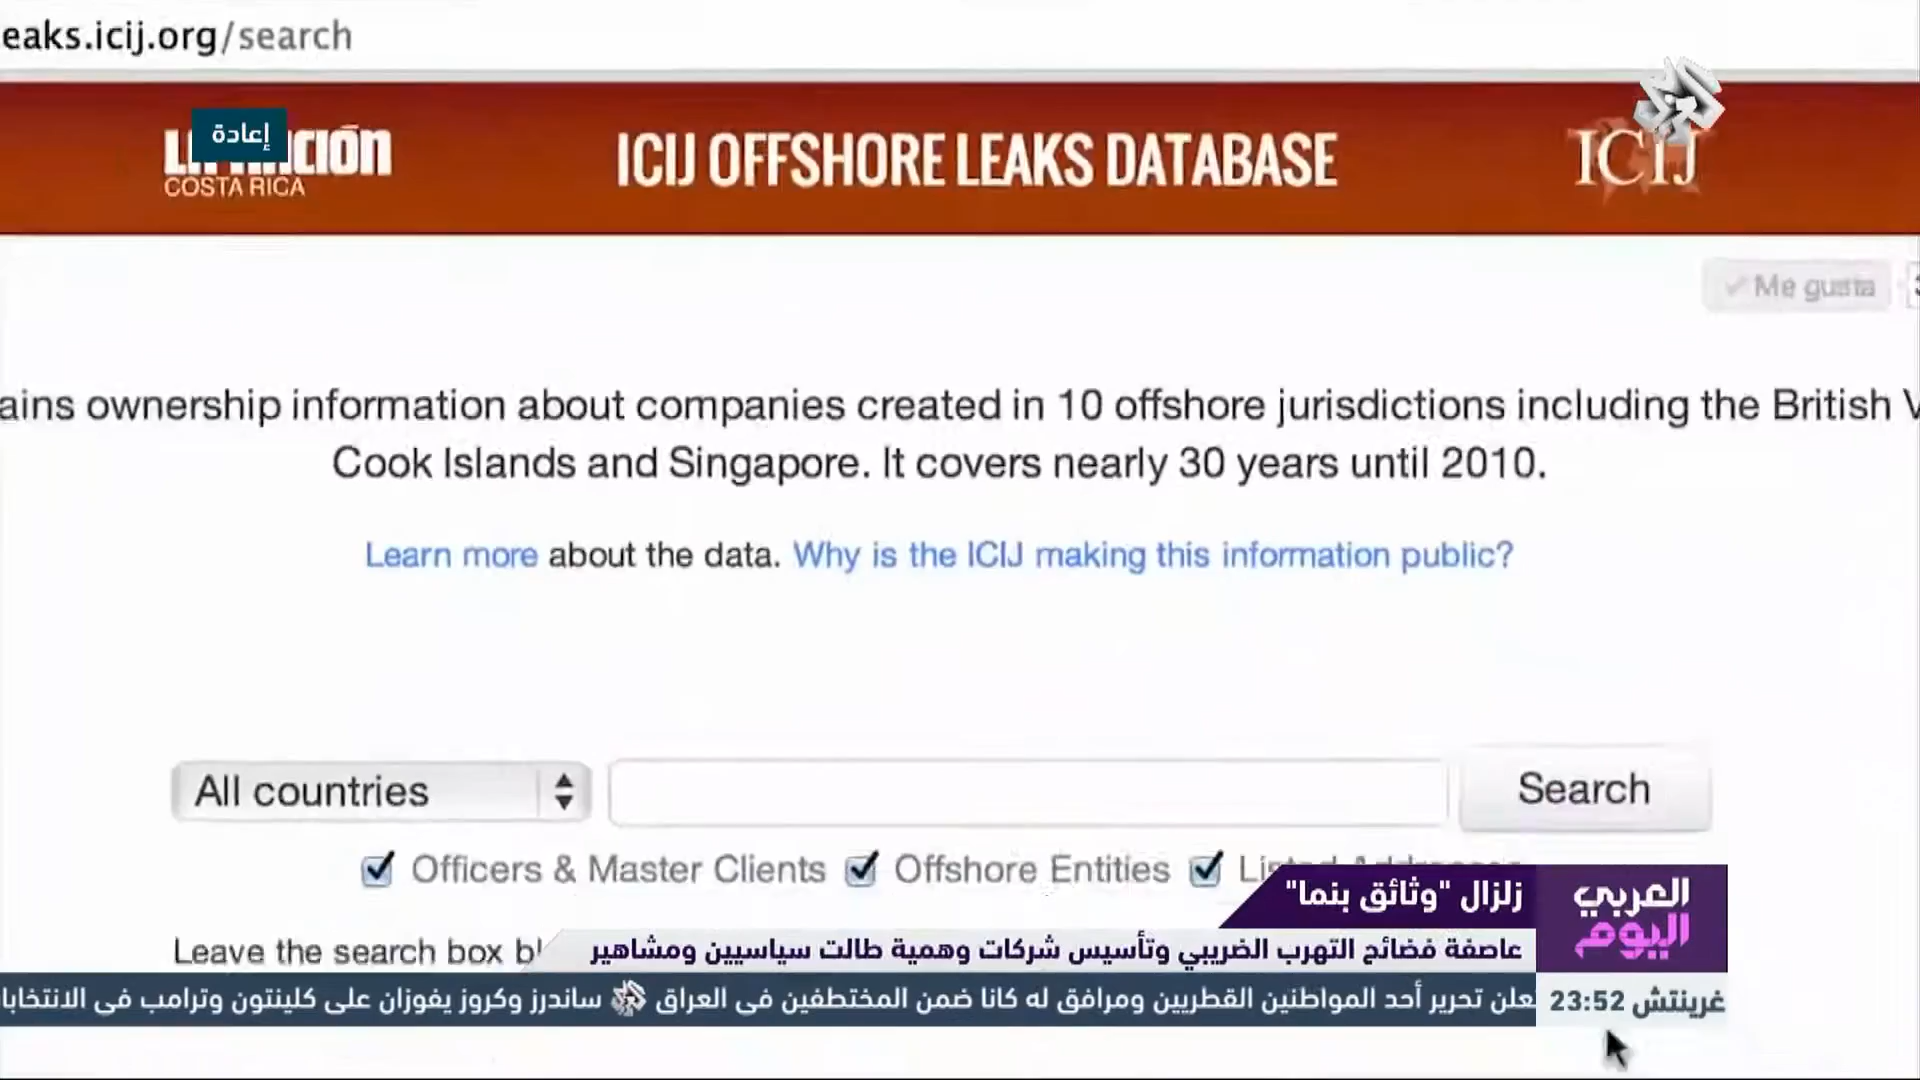 eaks.icij.org/search
إعادة
COSTA RICA
ICIJ OFFSHORE LEAKS DATABASE
ICIJ
Me gusta
ains ownership information about companies created in 10 offshore jurisdictions including the British V
Cook Islands and Singapore. It covers nearly 30 years until 2010.
Learn more about the data. Why is the ICIJ making this information public?
All countries
Search
Officers & Master Clients Offshore Entities
زلزال "وثائق بنما"
العربي اليوم
Leave the search box bl
عاصفة فضائح التهرب الضريبي وتأسيس شركات وهمية طالت سياسيين ومشاهير
تعلن تحرير أحد المواطنين القطريين ومرافق له كانا ضمن المختطفين في العراق ساندرز وكروز يفوزان على كلينتون وترامب في الانتخابا
غرينتش 23:52